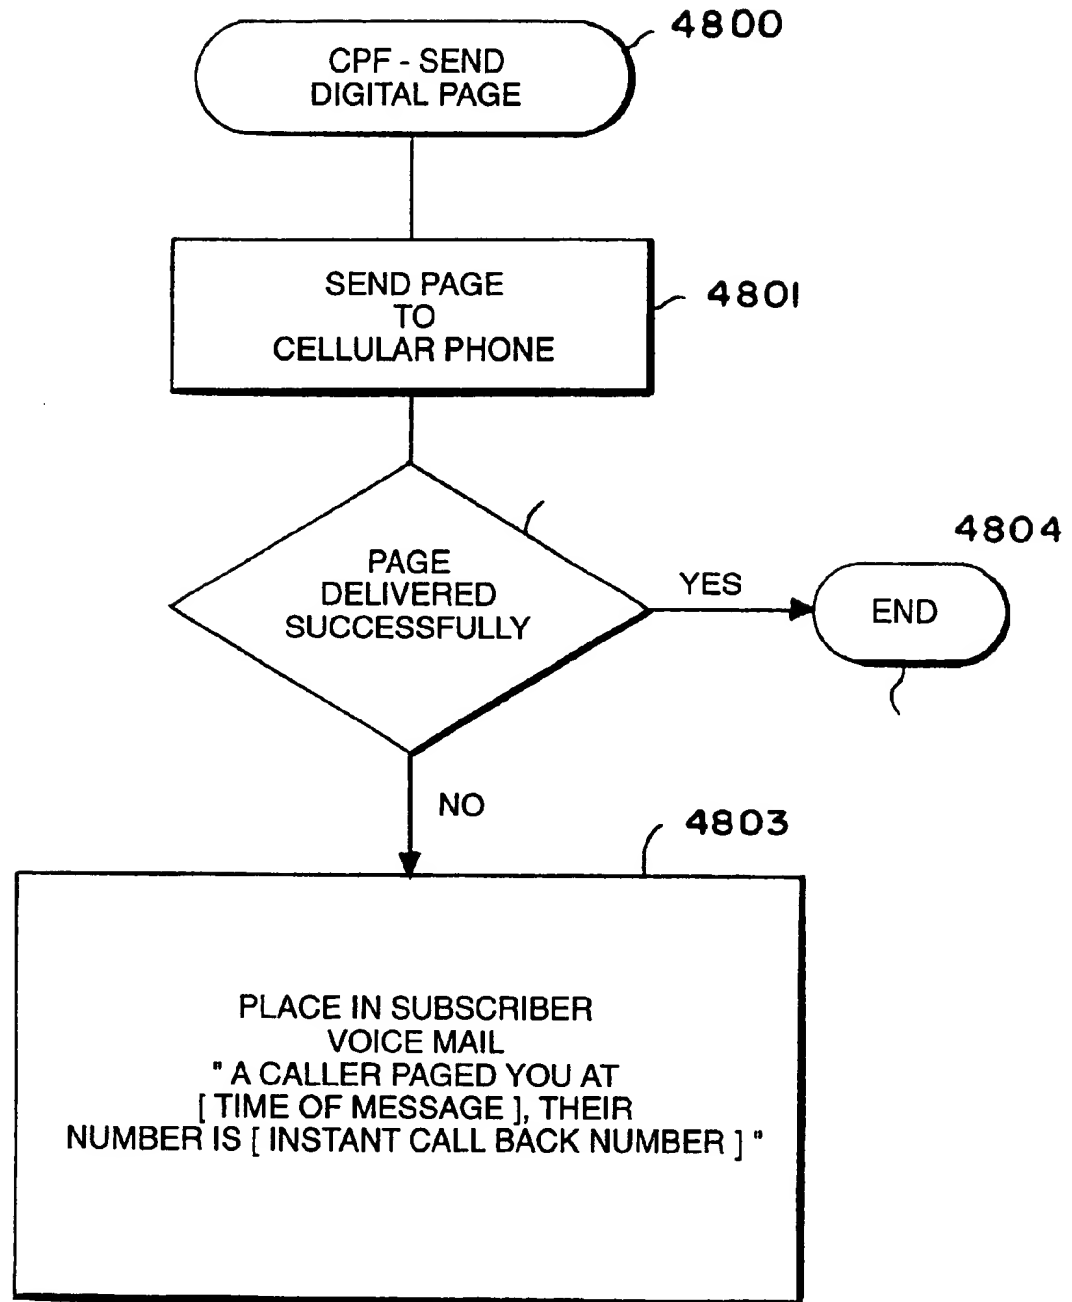 4800
CPF - SEND
DIGITAL PAGE
SEND PAGE
TO
CELLULAR PHONE
4801
PAGE
DELIVERED
SUCCESSFULLY
YES
4804
END
NO
4803
PLACE IN SUBSCRIBER
VOICE MAIL
" A CALLER PAGED YOU AT
[ TIME OF MESSAGE ], THEIR
NUMBER IS [ INSTANT CALL BACK NUMBER ] "